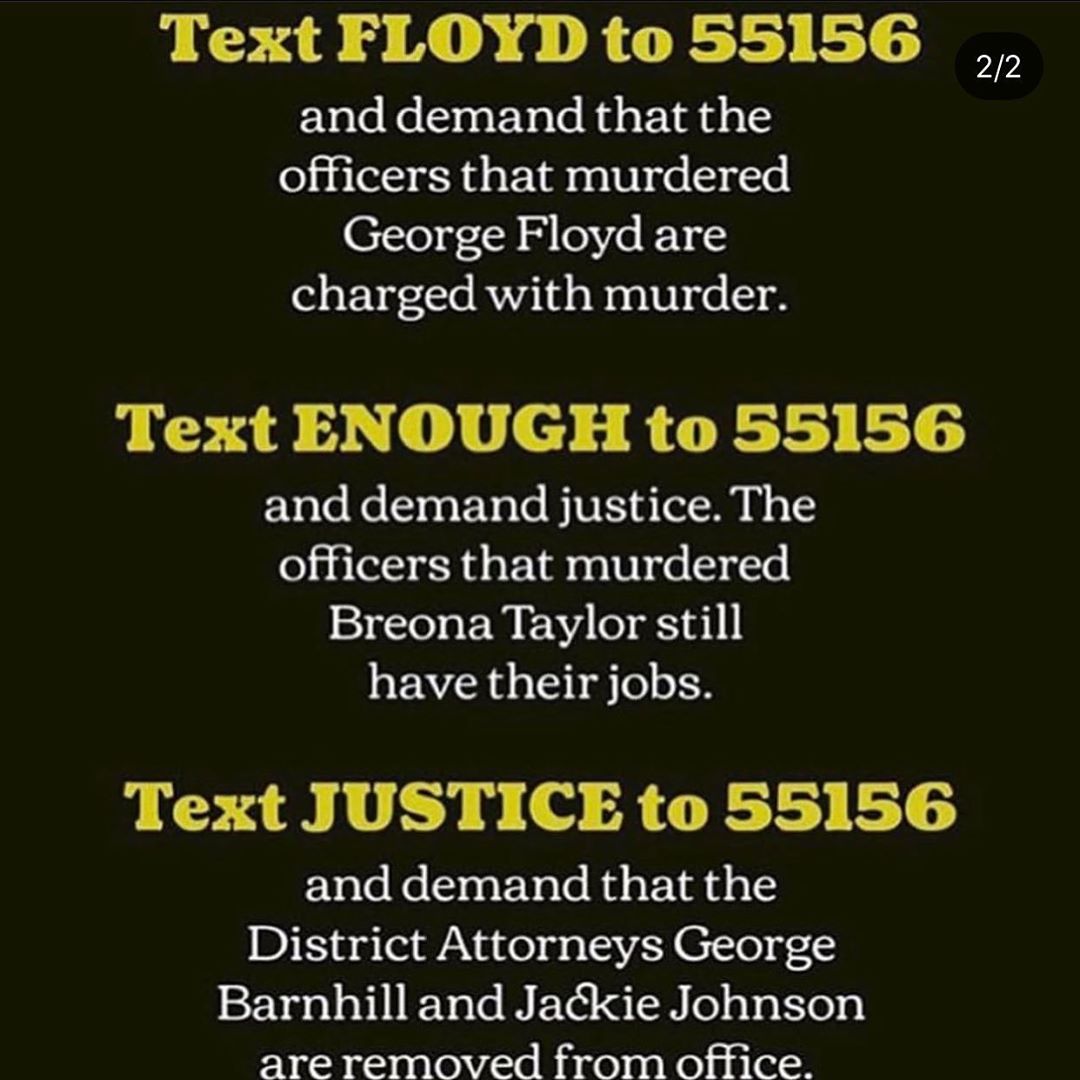 Text FLOYD to 55156
2/2
and demand that the
officers that murdered
George Floyd are
charged with murder.
Text ENOUGH to 55156
and demand justice. The
officers that murdered
Breona Taylor still
have their jobs.
Text JUSTICE to 55156
and demand that the
District Attorneys George
Barnhill and Jackie Johnson
are removed from office.